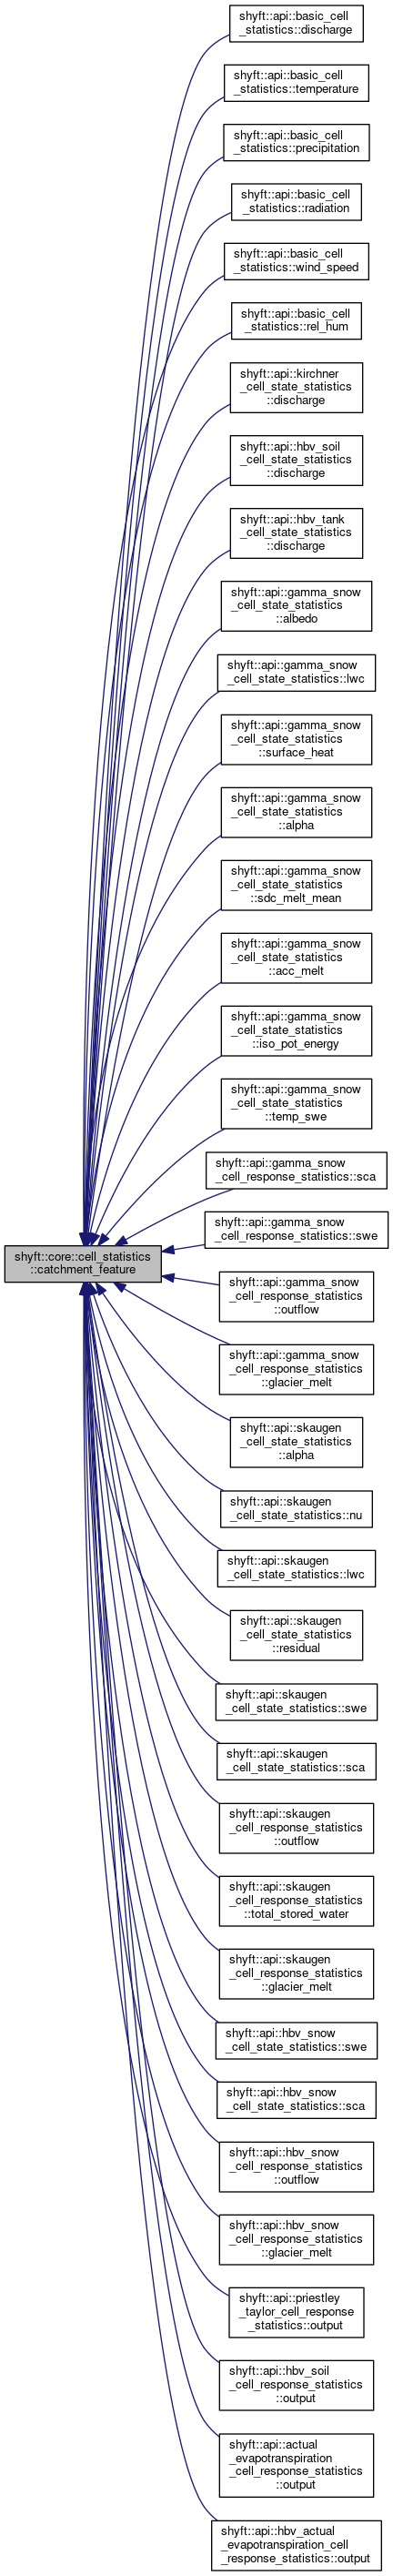 shyft::api::basic_cell
_statistics::discharge
shyft::api::basic_cell
_statistics::temperature
shyft::api::basic_cell
_statistics::precipitation
shyft::api::basic_cell
_statistics::radiation
shyft::api::basic_cell
_statistics::wind_speed
shyft::api::basic_cell
_statistics::rel_hum
shyft::api::kirchner
_cell_state_statistics
::discharge
shyft::api::hbv_soil
_cell_state_statistics
::discharge
shyft::api::hbv_tank
_cell_state_statistics
::discharge
shyft::api::gamma_snow
_cell_state_statistics
::albedo
shyft::api::gamma_snow
_cell_state_statistics::lwc
shyft::api::gamma_snow
_cell_state_statistics
::surface_heat
shyft::api::gamma_snow
_cell_state_statistics
::alpha
shyft::api::gamma_snow
_cell_state_statistics
::sdc_melt_mean
shyft::api::gamma_snow
_cell_state_statistics
::acc_melt
shyft::api::gamma_snow
_cell_state_statistics
::iso_pot_energy
shyft::api::gamma_snow
_cell_state_statistics
::temp_swe
shyft::api::gamma_snow
_cell_response_statistics::sca
shyft::api::gamma_snow
_cell_response_statistics::swe
shyft::core::cell_statistics
::catchment_feature
shyft::api::gamma_snow
_cell_response_statistics
::outflow
shyft::api::gamma_snow
_cell_response_statistics
::glacier_melt
shyft::api::skaugen
_cell_state_statistics
::alpha
shyft::api::skaugen
_cell_state_statistics::nu
shyft::api::skaugen
_cell_state_statistics::lwc
shyft::api::skaugen
_cell_state_statistics
::residual
shyft::api::skaugen
_cell_state_statistics::swe
shyft::api::skaugen
_cell_state_statistics::sca
shyft::api::skaugen
_cell_response_statistics
::outflow
shyft::api::skaugen
_cell_response_statistics
::total_stored_water
shyft::api::skaugen
_cell_response_statistics
::glacier_melt
shyft::api::hbv_snow
_cell_state_statistics::swe
shyft::api::hbv_snow
_cell_state_statistics::sca
shyft::api::hbv_snow
_cell_response_statistics
::outflow
shyft::api::hbv_snow
_cell_response_statistics
::glacier_melt
shyft::api::priestley
_taylor_cell_response
_statistics::output
shyft::api::hbv_soil
_cell_response_statistics
::output
shyft::api::actual
_evapotranspiration
_cell_response_statistics
::output
shyft::api::hbv_actual
_evapotranspiration_cell
_response_statistics::output